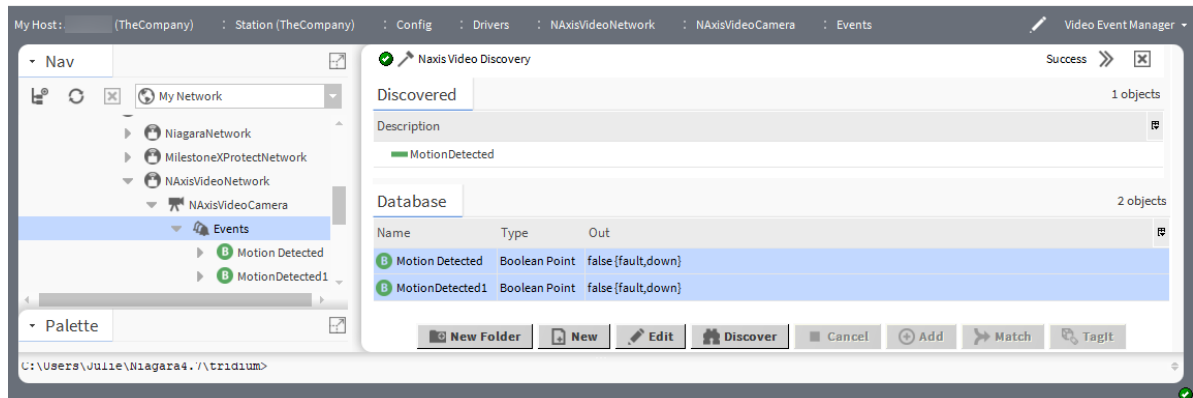 My Host: (TheCompany) : Station (TheCompany) : Config : Drivers : NAxisVideoNetwork : NAxisVideoCamera : Events Video Event Manager
Nav
My Network
NiagaraNetwork
MilestoneXProtectNetwork
NAxisVideoNetwork
NAxisVideoCamera
Events
B Motion Detected
B MotionDetected1
Palette
Naxis Video Discovery Success
Discovered 1 objects
Description
MotionDetected
Database 2 objects
Name Type Out
B Motion Detected Boolean Point false {fault,down}
B MotionDetected1 Boolean Point false {fault,down}
New Folder New Edit Discover Cancel Add Match TagIt
C:\Users\Julie\Niagara4.7\tridium>